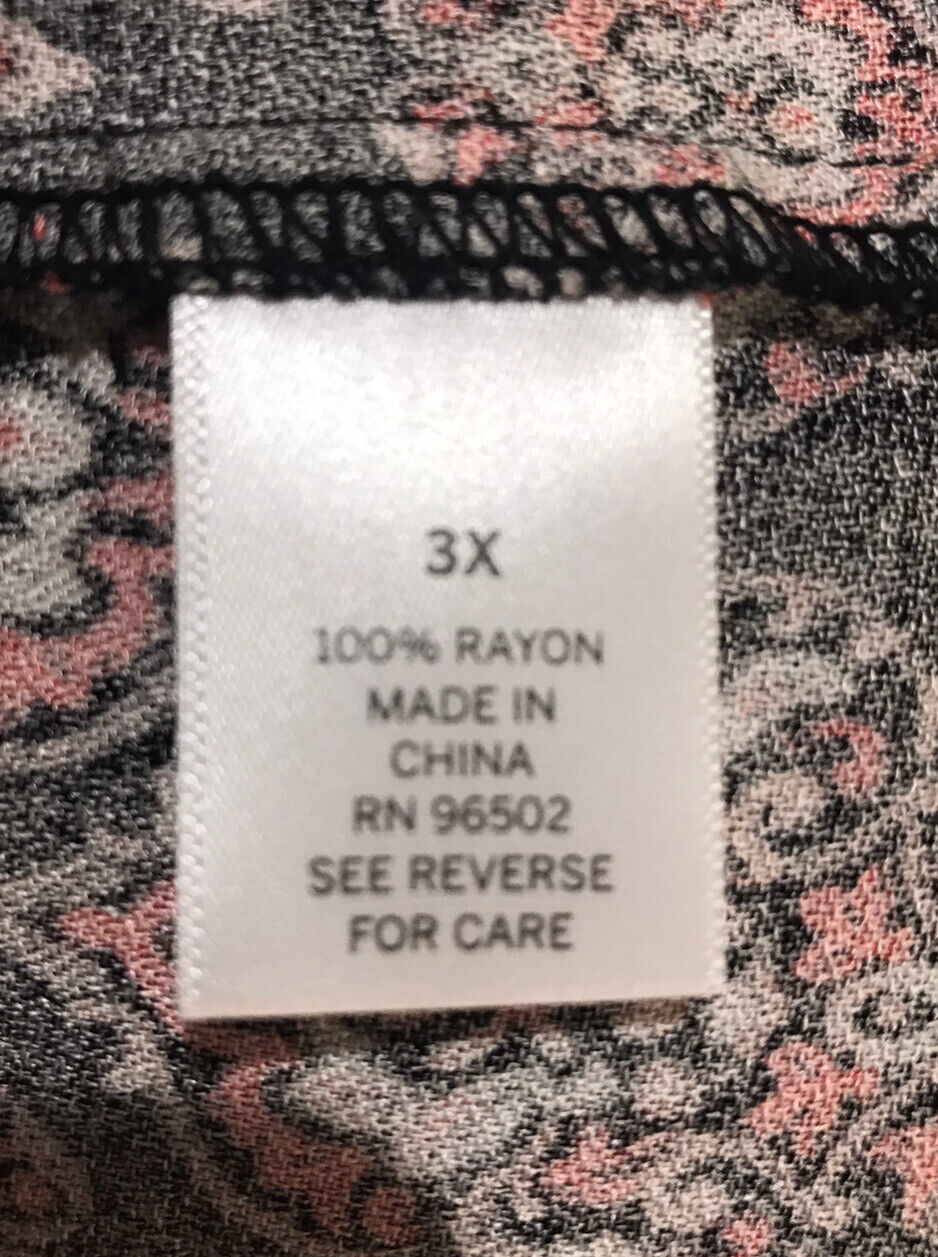 3X
100% RAYON
MADE IN
CHINA
RN 96502
SEE REVERSE
FOR CARE